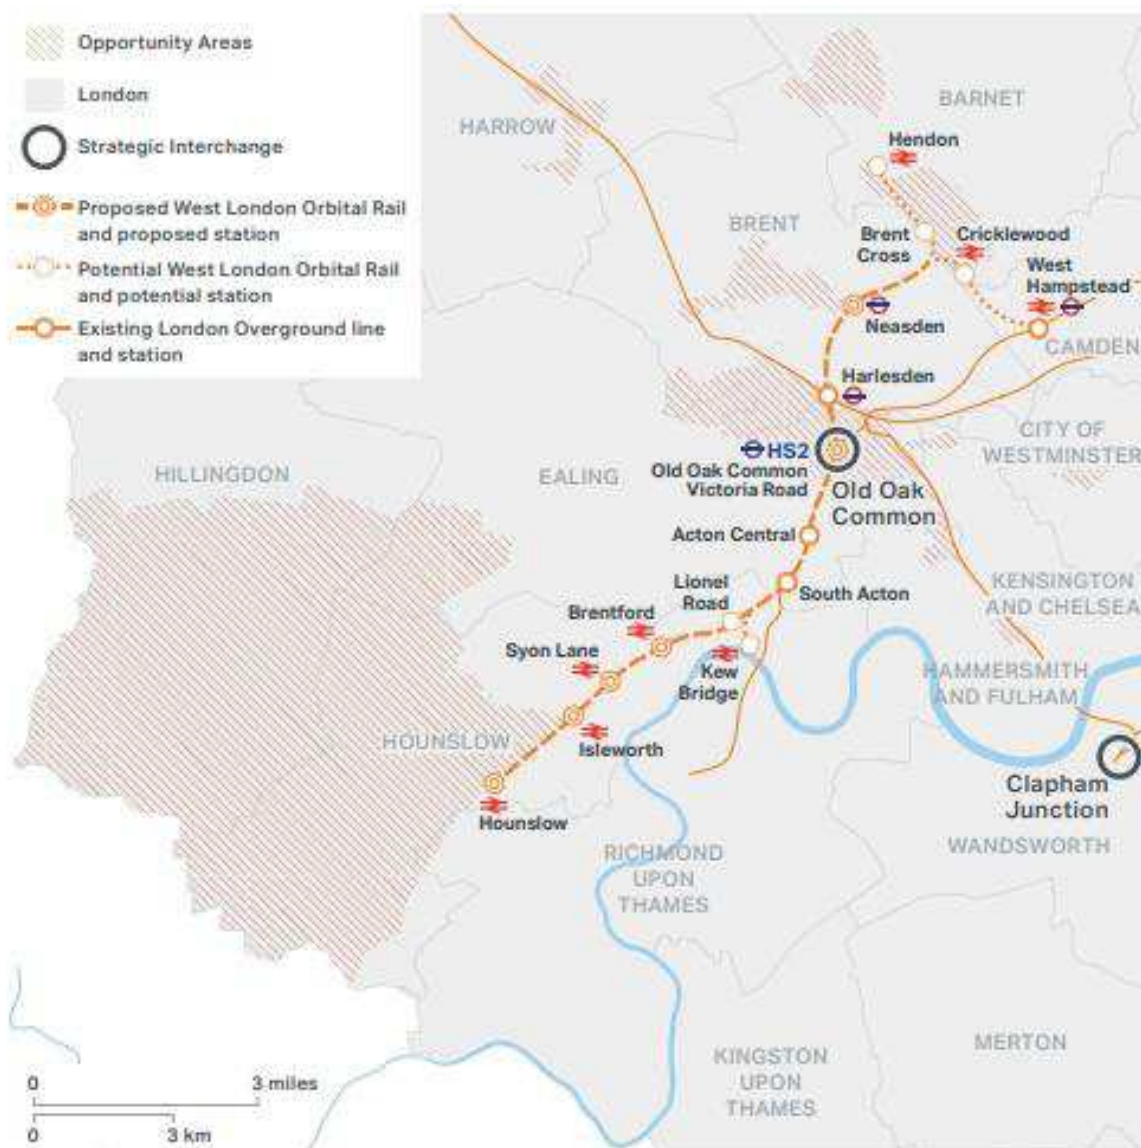 Opportunity Areas
London
Strategic Interchange
Proposed West London Orbital Rail
and proposed station
Potential West London Orbital Rail
and potential station
Existing London Overground line
and station
HARROW
BARNET
Hendon
BRENT
Brent
Cross
Cricklewood
West
Hampstead
Neasden
CAMDEN
Harlesden
CITY OF
WESTMINSTER
HILLINGDON
EALING
HS2
Old Oak Common
Victoria Road
Old Oak
Common
Acton Central
Lionel
Road
South Acton
KENSINGTON
AND CHELSEA
Brentford
Syon Lane
Kew
Bridge
HAMMERSMITH
AND FULHAM
HOUNSLOW
Isleworth
Hounslow
Clapham
Junction
WANDSWORTH
RICHMOND
UPON
THAMES
MERTON
KINGSTON
UPON
THAMES
0 3 miles
0 3 km